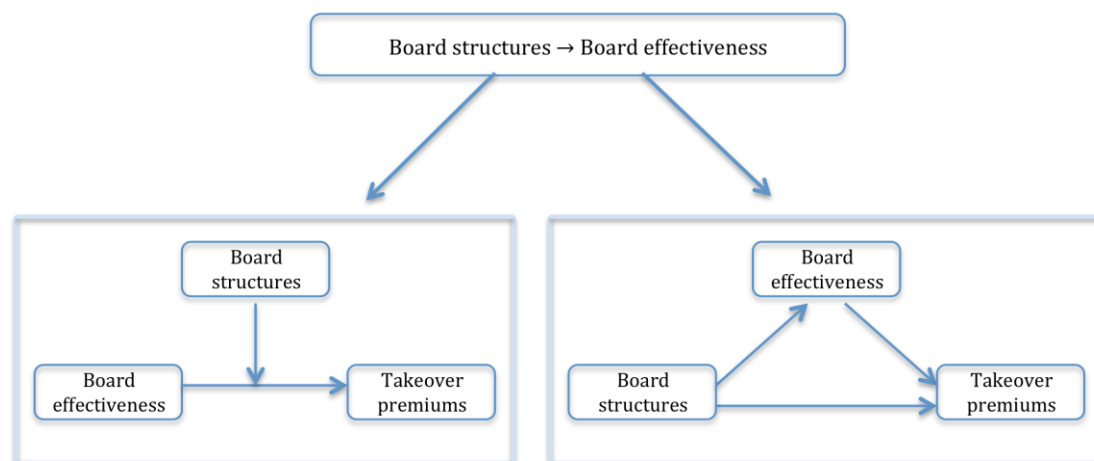 Board structures → Board effectiveness
Board
structures
Board
effectiveness
Takeover
premiums
Board
effectiveness
Board
structures
Takeover
premiums